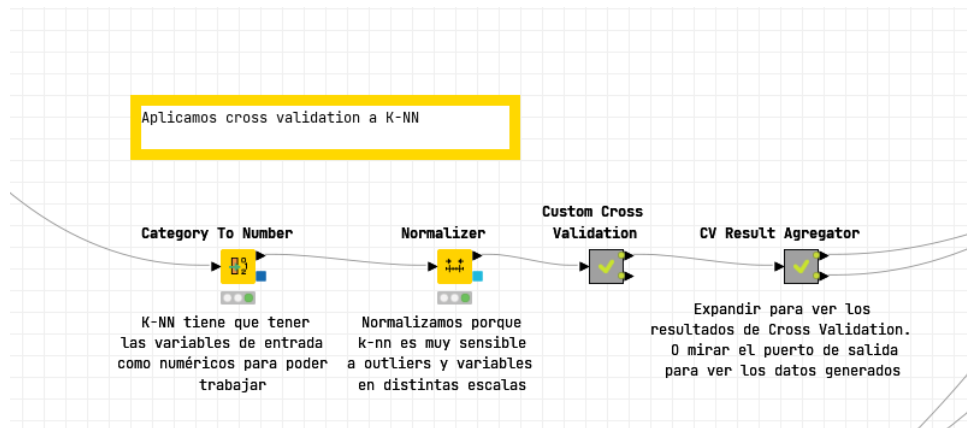 Aplicamos cross validation a K-NN
Custom Cross
Validation
Category To Number
Normalizer
CV Result Agregator
K-NN tiene que tener
las variables de entrada
como numéricos para poder
trabajar
Normalizamos porque
k-nn es muy sensible
a outliers y variables
en distintas escalas
Expandir para ver los
resultados de Cross Validation.
O mirar el puerto de salida
para ver los datos generados